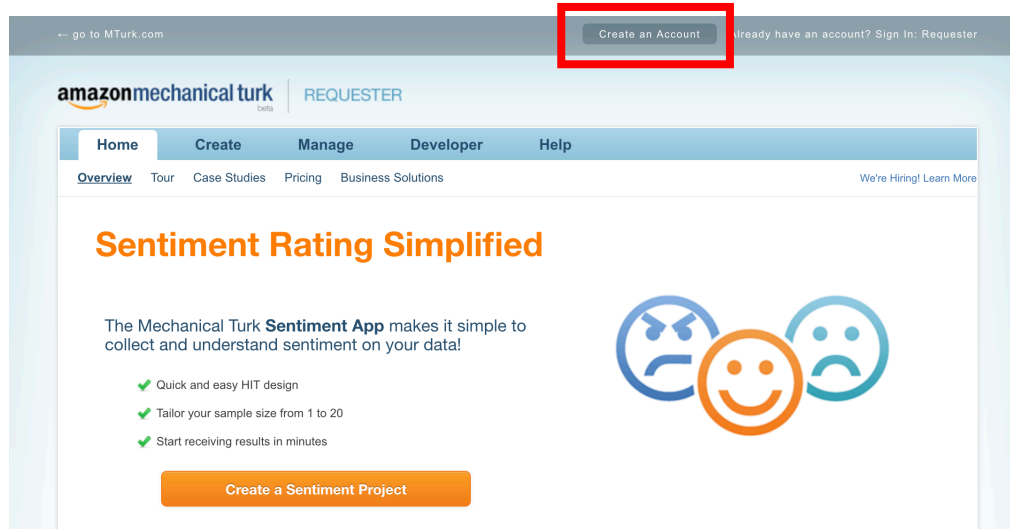 ← go to MTurk.com
Create an Account
Already have an account? Sign In: Requester
amazonmechanical turk
beta
REQUESTER
Home Create Manage Developer Help
Overview Tour Case Studies Pricing Business Solutions
We're Hiring! Learn More
Sentiment Rating Simplified
The Mechanical Turk Sentiment App makes it simple to
collect and understand sentiment on your data!
Quick and easy HIT design
Tailor your sample size from 1 to 20
Start receiving results in minutes
Create a Sentiment Project